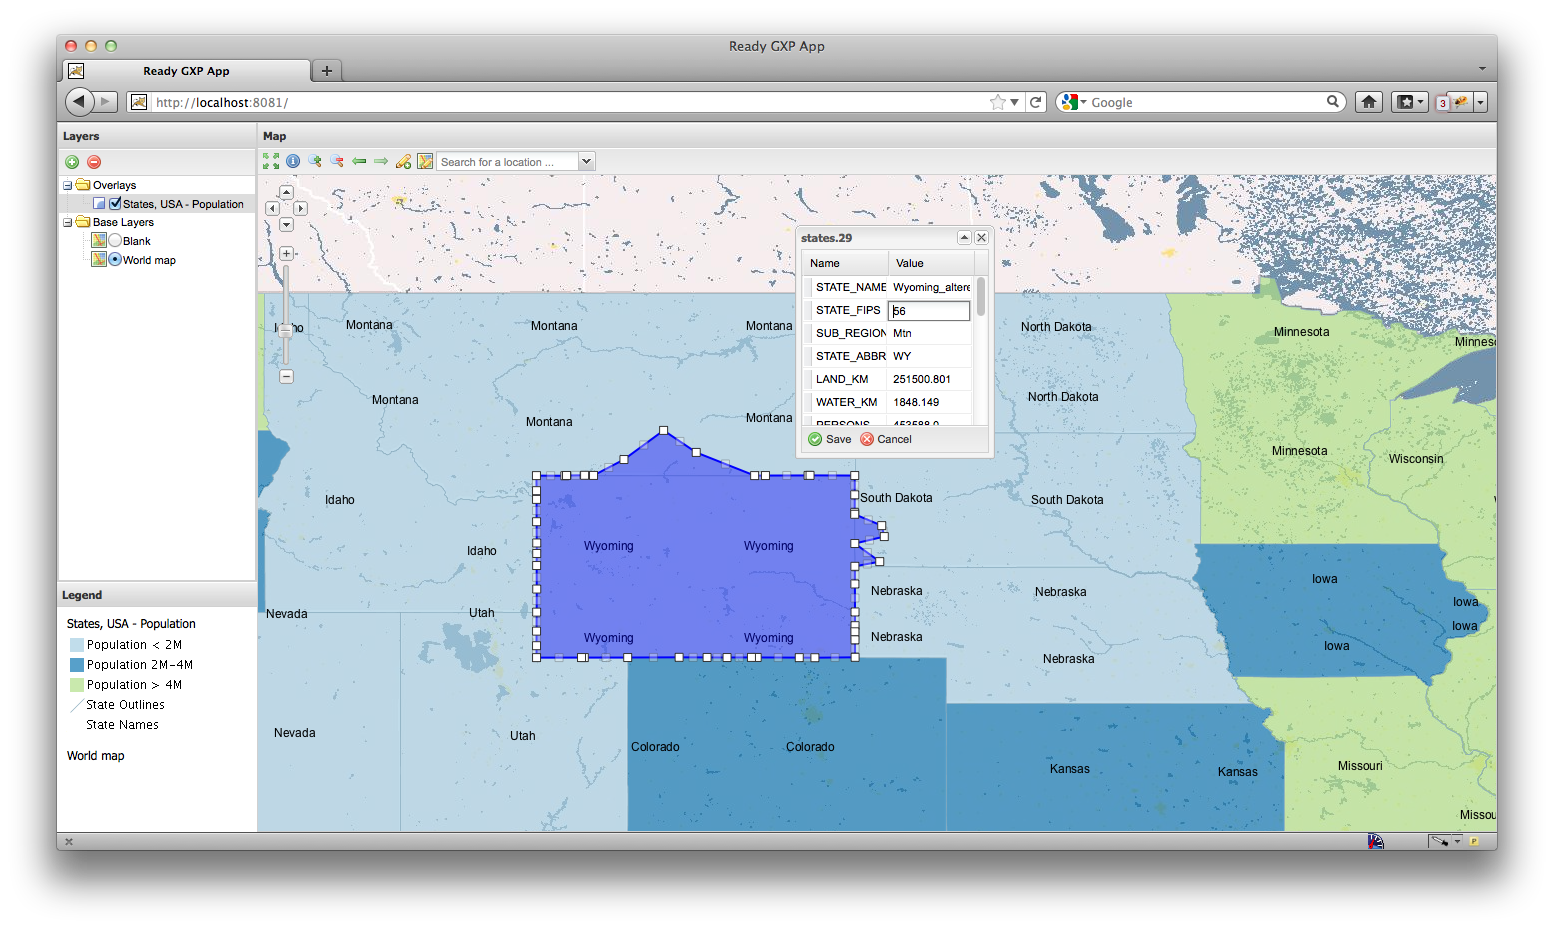 Ready GXP App
Ready GXP App
http://localhost:8081/
Google
3
Layers
Map
Search for a location ...
Overlays
States, USA - Population
Base Layers
Blank
World map
states.29
Name Value
STATE_NAME Wyoming_altere
STATE_FIPS 56
SUB_REGION Mtn
STATE_ABBR WY
LAND_KM 251500.801
WATER_KM 1848.149
PERSONS 453588.0
Save Cancel
Montana Montana Montana North Dakota Minnesota
Minneso
Montana Montana Montana North Dakota
Minnesota Wisconsin
Idaho South Dakota South Dakota
Idaho Wyoming Wyoming
Nebraska Nebraska Iowa
Iowa
Nevada Utah Iowa
Wyoming Wyoming Nebraska Iowa
Nebraska
Nevada Utah Colorado Colorado
Kansas Kansas Missouri
Missou
Legend
States, USA - Population
Population < 2M
Population 2M-4M
Population > 4M
State Outlines
State Names
World map